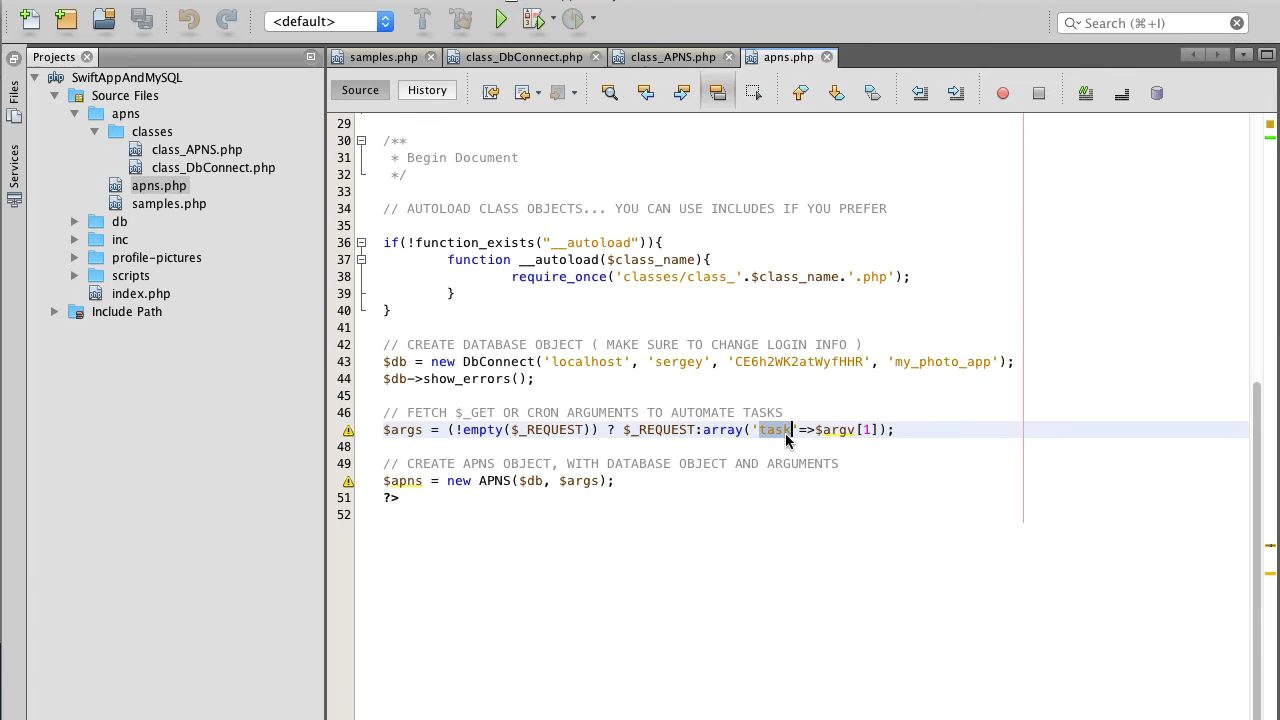 <default>
Search (⌘+I)
Projects
samples.php
class_DbConnect.php
class_APNS.php
apns.php
Files
Services
SwiftAppAndMySQL
Source Files
apns
classes
class_APNS.php
class_DbConnect.php
apns.php
samples.php
db
inc
profile-pictures
scripts
index.php
Include Path
Source
History
29
30 /**
31 * Begin Document
32 */
33
34 // AUTOLOAD CLASS OBJECTS... YOU CAN USE INCLUDES IF YOU PREFER
35
36 if(!function_exists("__autoload")){
37 function __autoload($class_name){
38 require_once('classes/class_'.$class_name.'.php');
39 }
40 }
41
42 // CREATE DATABASE OBJECT ( MAKE SURE TO CHANGE LOGIN INFO )
43 $db = new DbConnect('localhost', 'sergey', 'CE6h2WK2atWyfHHR', 'my_photo_app');
44 $db->show_errors();
45
46 // FETCH $_GET OR CRON ARGUMENTS TO AUTOMATE TASKS
$args = (!empty($_REQUEST)) ? $_REQUEST:array('task'=>$argv[1]);
48
49 // CREATE APNS OBJECT, WITH DATABASE OBJECT AND ARGUMENTS
$apns = new APNS($db, $args);
51 ?>
52